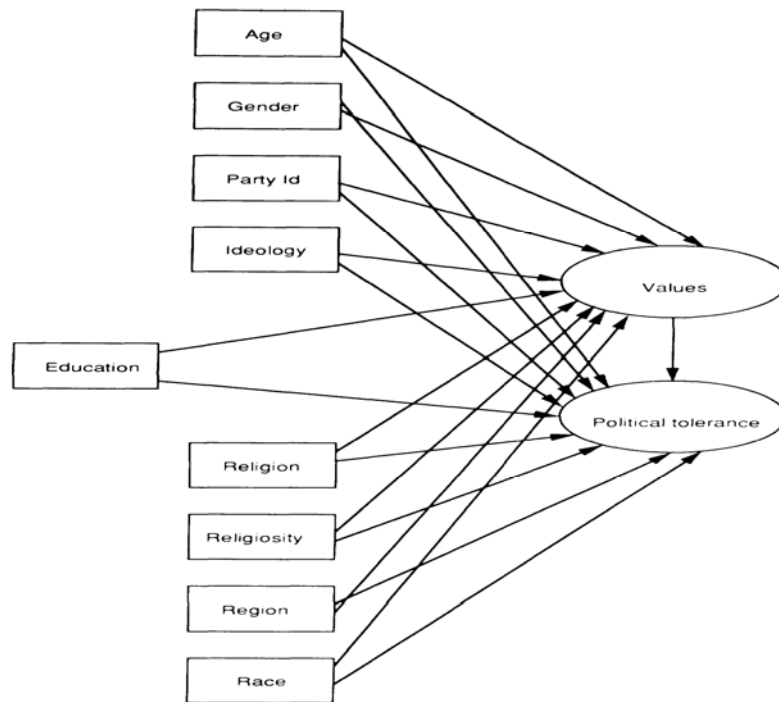 Age
Gender
Party Id
Ideology
Values
Education
Political tolerance
Religion
Religiosity
Region
Race